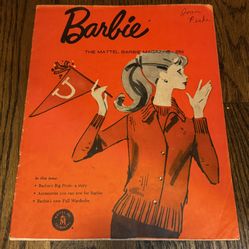 Barbie
THE MATTEL BARBIE MAGAZINE
In this issue:
• Barbie's Big Prom: a story
• Accessories you can sew for Barbie
• Barbie's new Fall Wardrobe